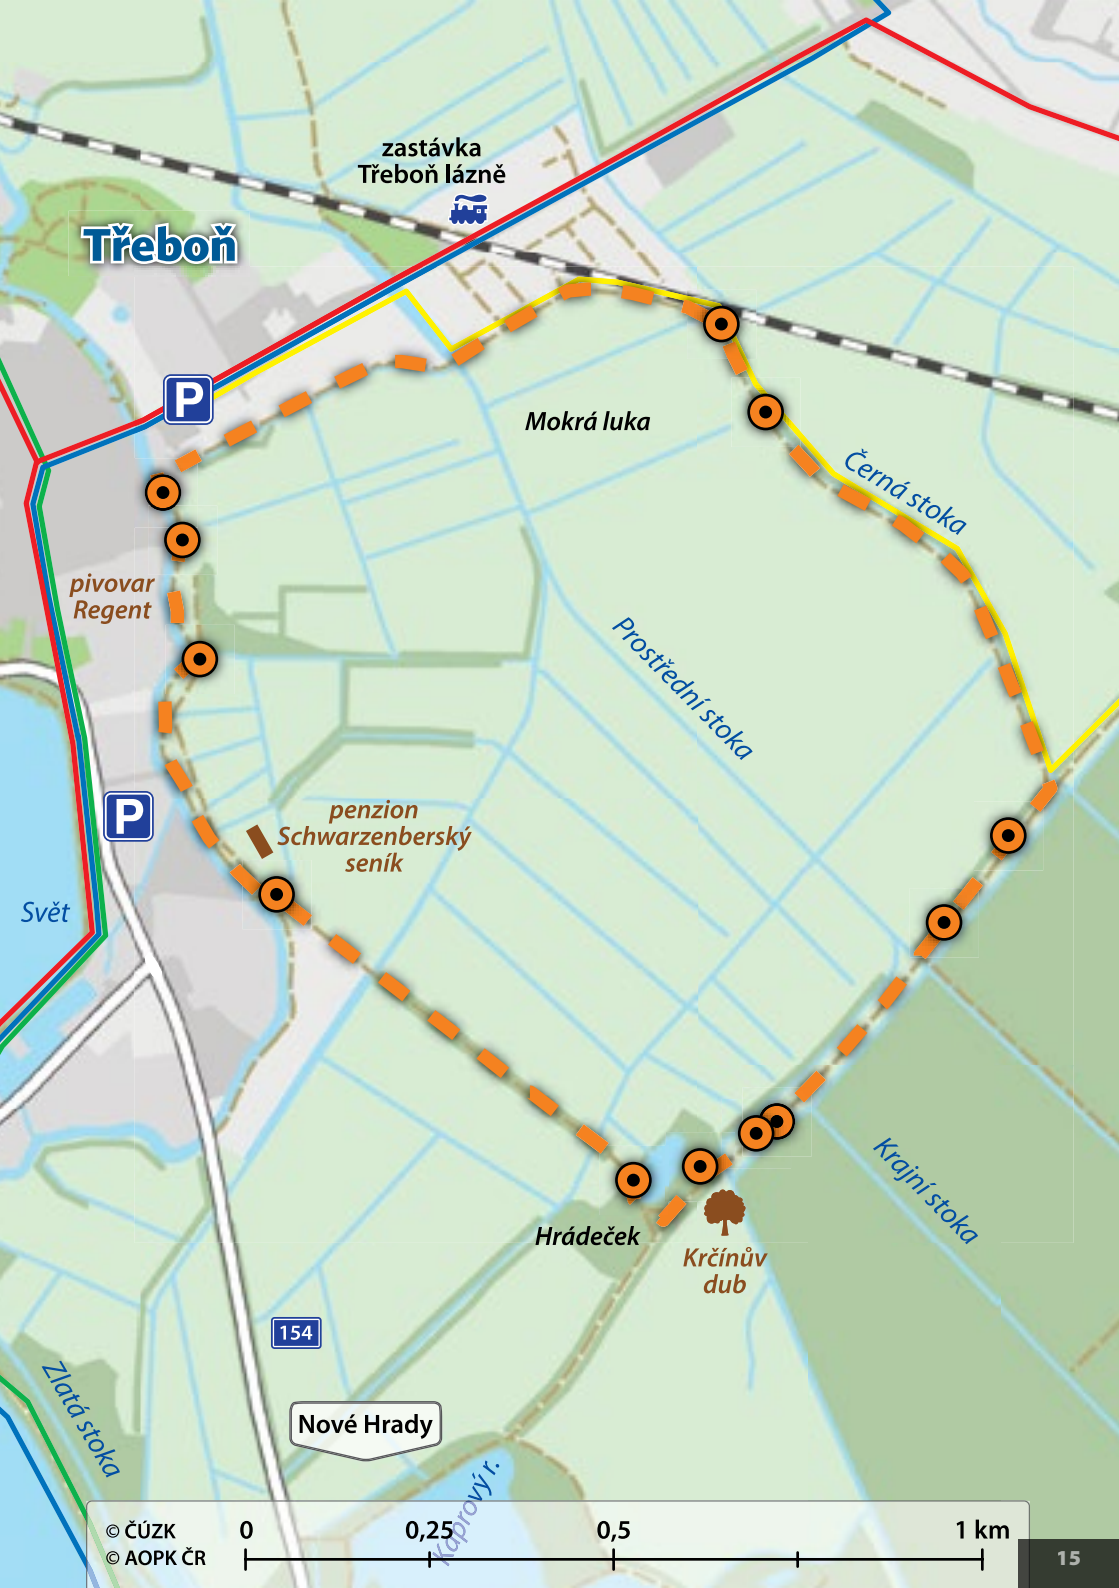 zastávka
Třeboň lázně
Třeboň
P
Mokrá luka
Černá stoka
pivovar
Regent
Prostřední stoka
P
penzion
Schwarzenberský
seník
Svět
Krajní stoka
Hrádeček
Krčínův
dub
154
Zlatá stoka
Nové Hrady
Kaprový r.
© ČÚZK
© AOPK ČR
0 0,25 0,5 1 km
15